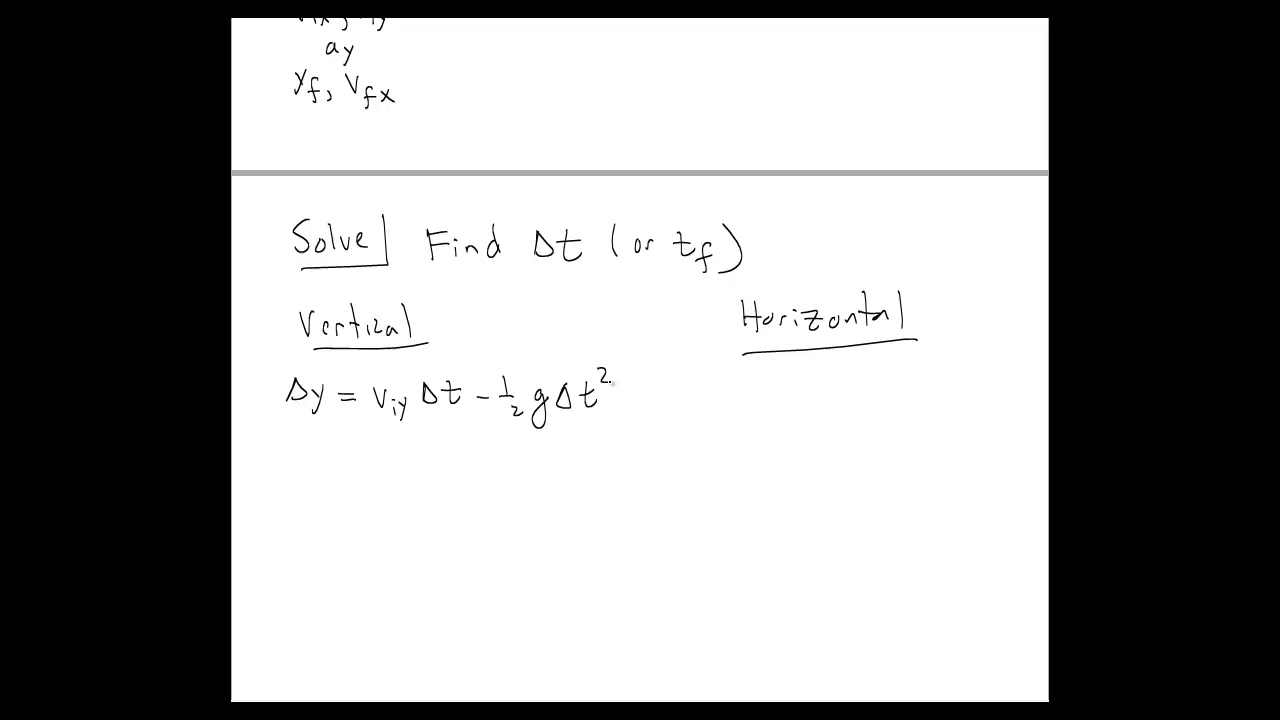 ay
yf, Vfx
Solve Find Δt (or tf)
Vertical
Horizontal
Δy = Viy Δt - 1/2 gΔt²